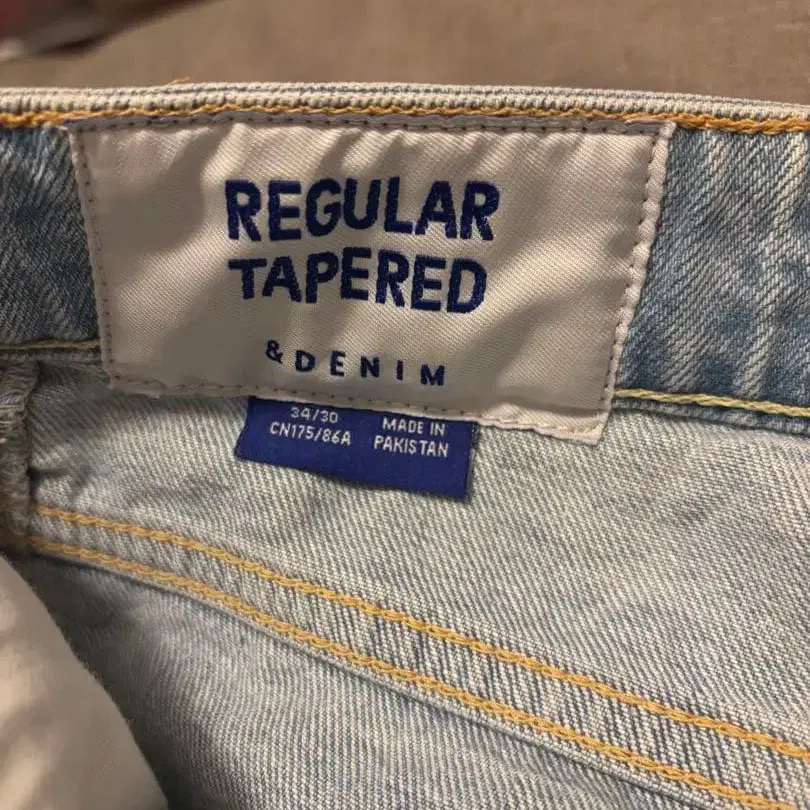 REGULAR
TAPERED
& DENIM
34/30
CN175/86A
MADE IN
PAKISTAN